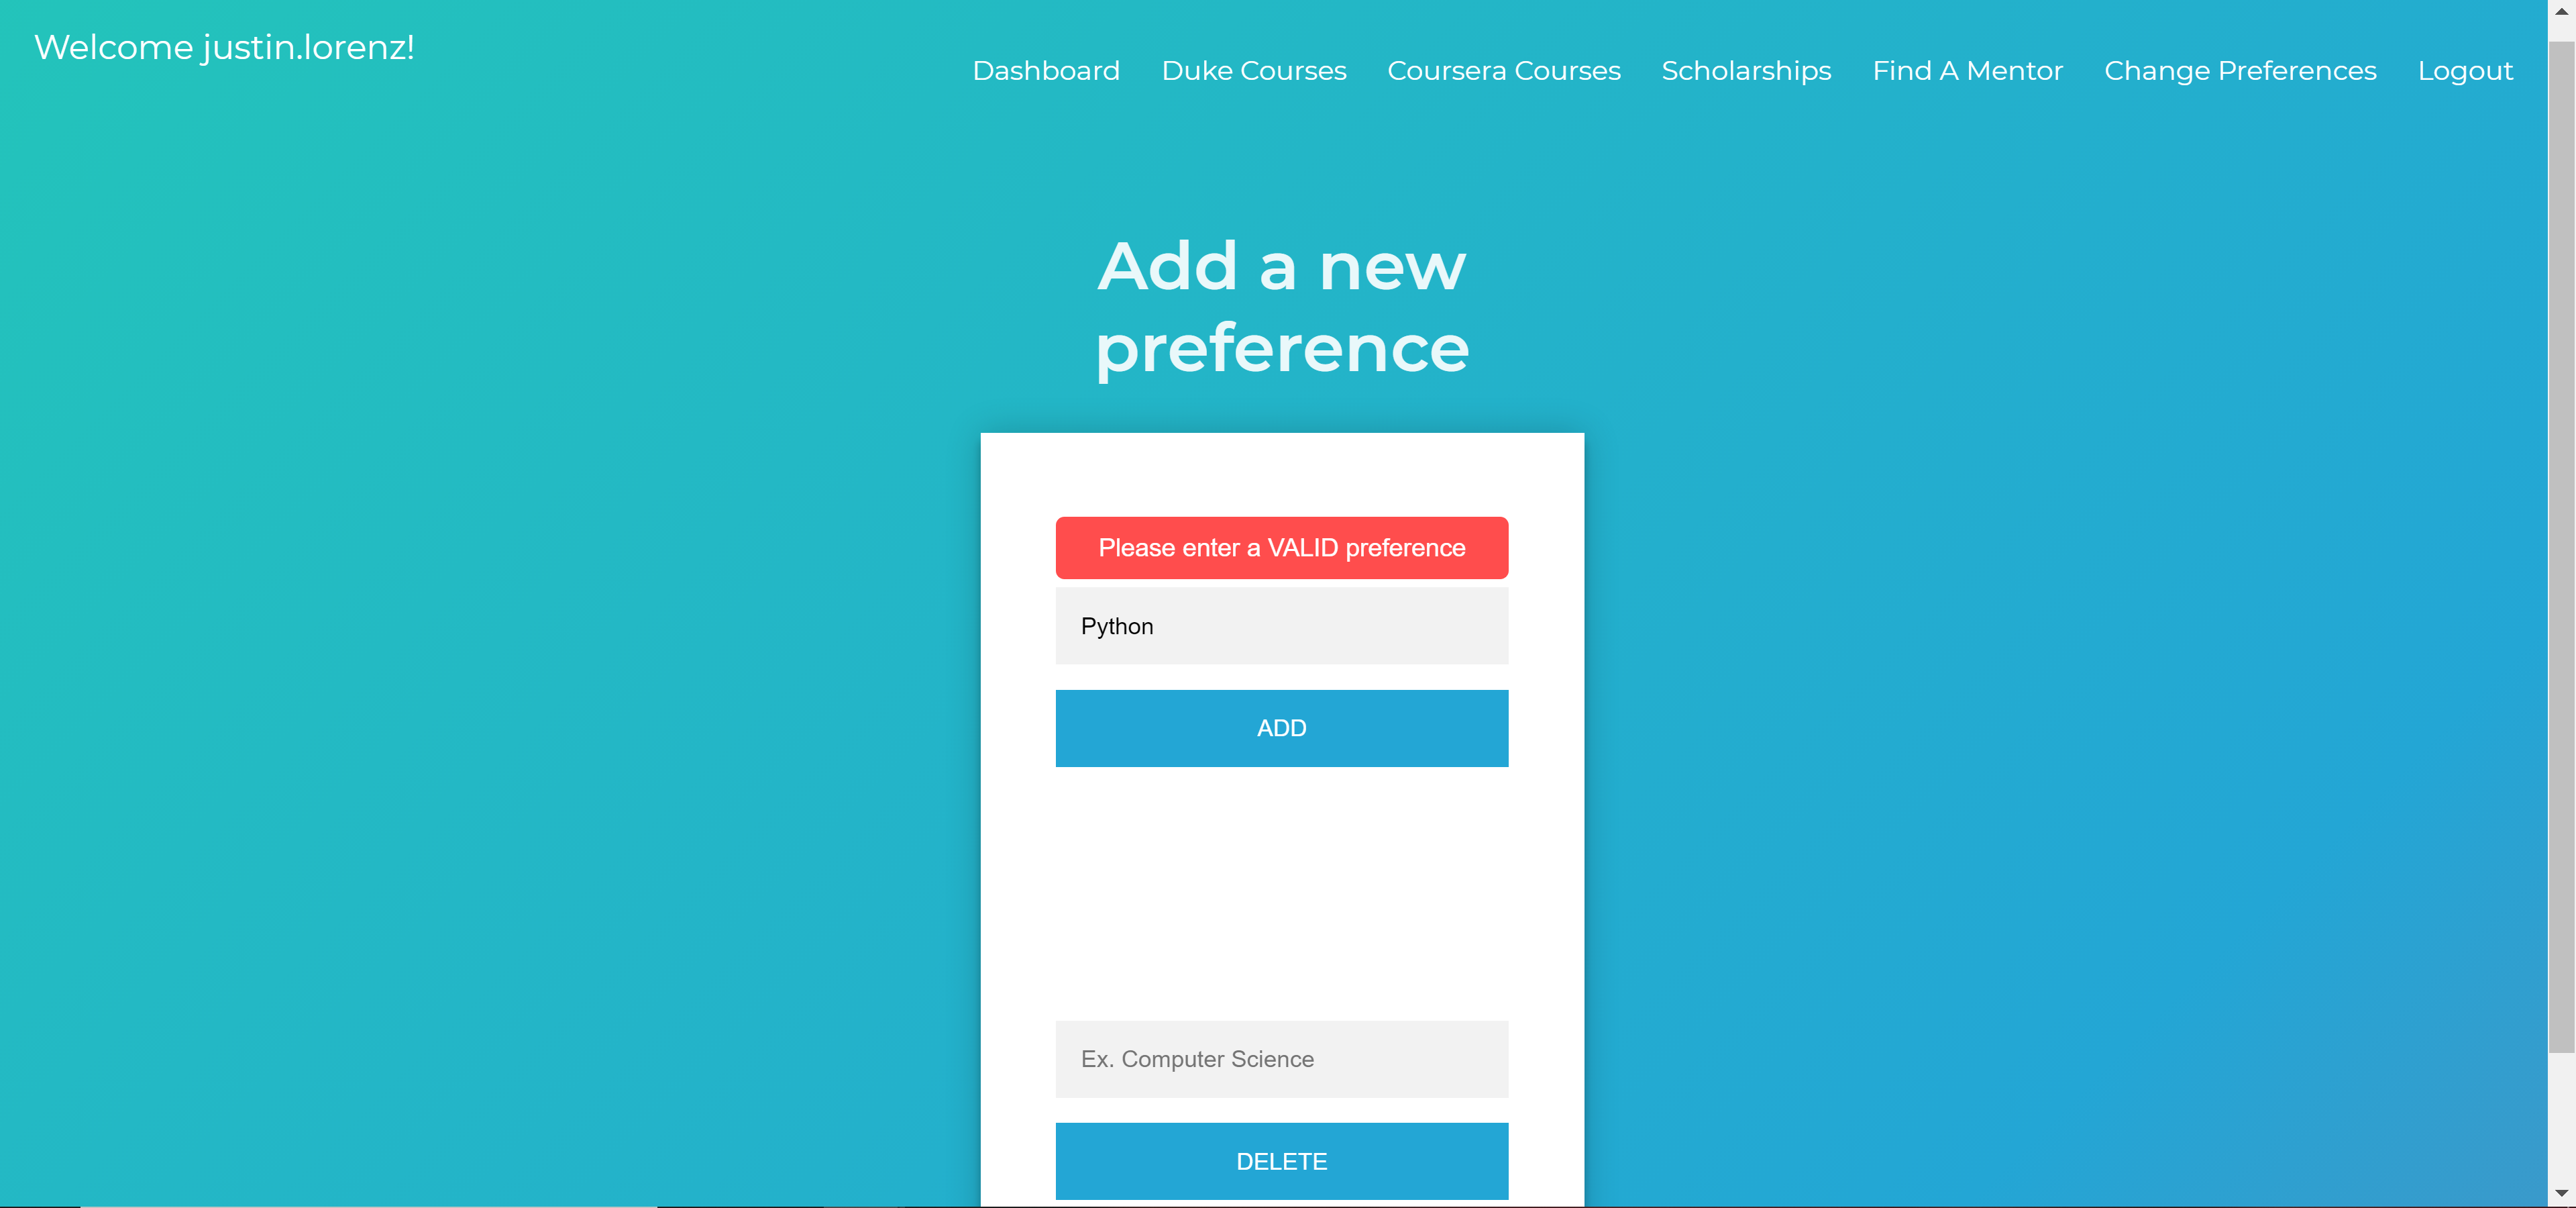 Welcome justin.lorenz!
Dashboard Duke Courses Coursera Courses Scholarships Find A Mentor Change Preferences Logout
Add a new
preference
Please enter a VALID preference
Python
ADD
Ex. Computer Science
DELETE